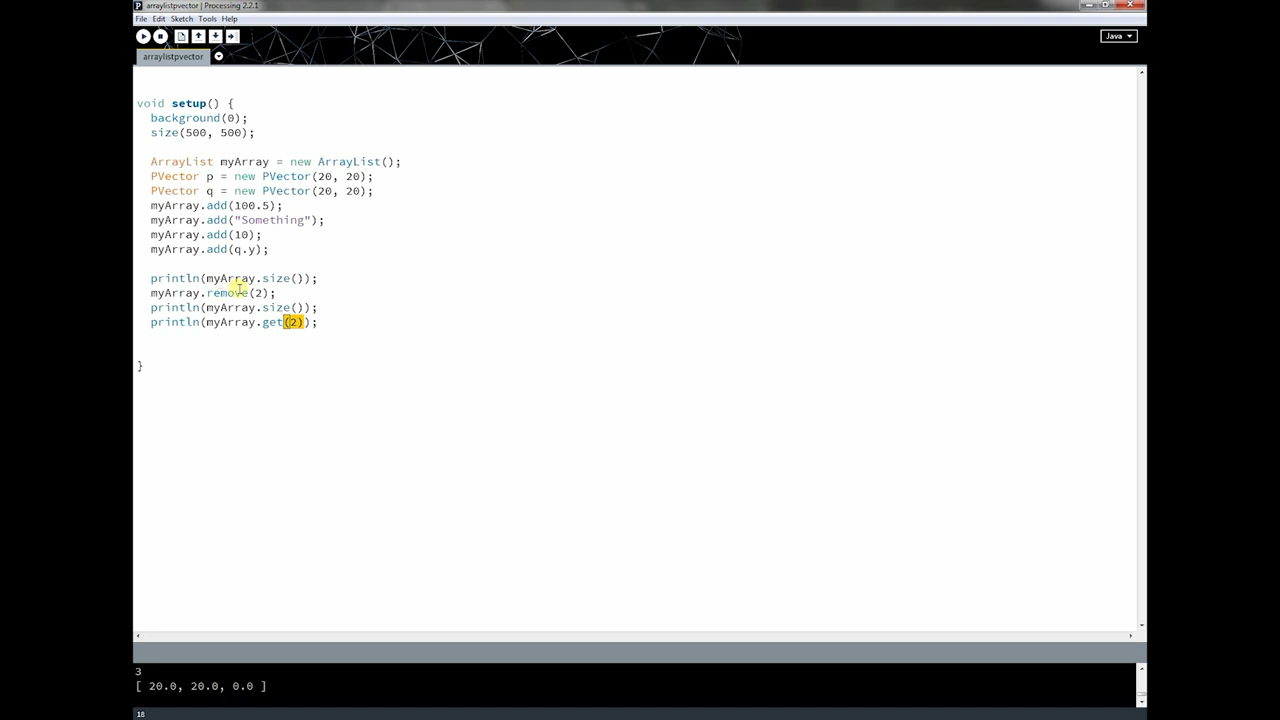 arraylistpvector | Processing 2.2.1
File Edit Sketch Tools Help
Java
arraylistpvector
void setup() {
background(0);
size(500, 500);
ArrayList myArray = new ArrayList();
PVector p = new PVector(20, 20);
PVector q = new PVector(20, 20);
myArray.add(100.5);
myArray.add("Something");
myArray.add(10);
myArray.add(q.y);
println(myArray.size());
myArray.remove(2);
println(myArray.size());
println(myArray.get(2));
}
3
[ 20.0, 20.0, 0.0 ]
18